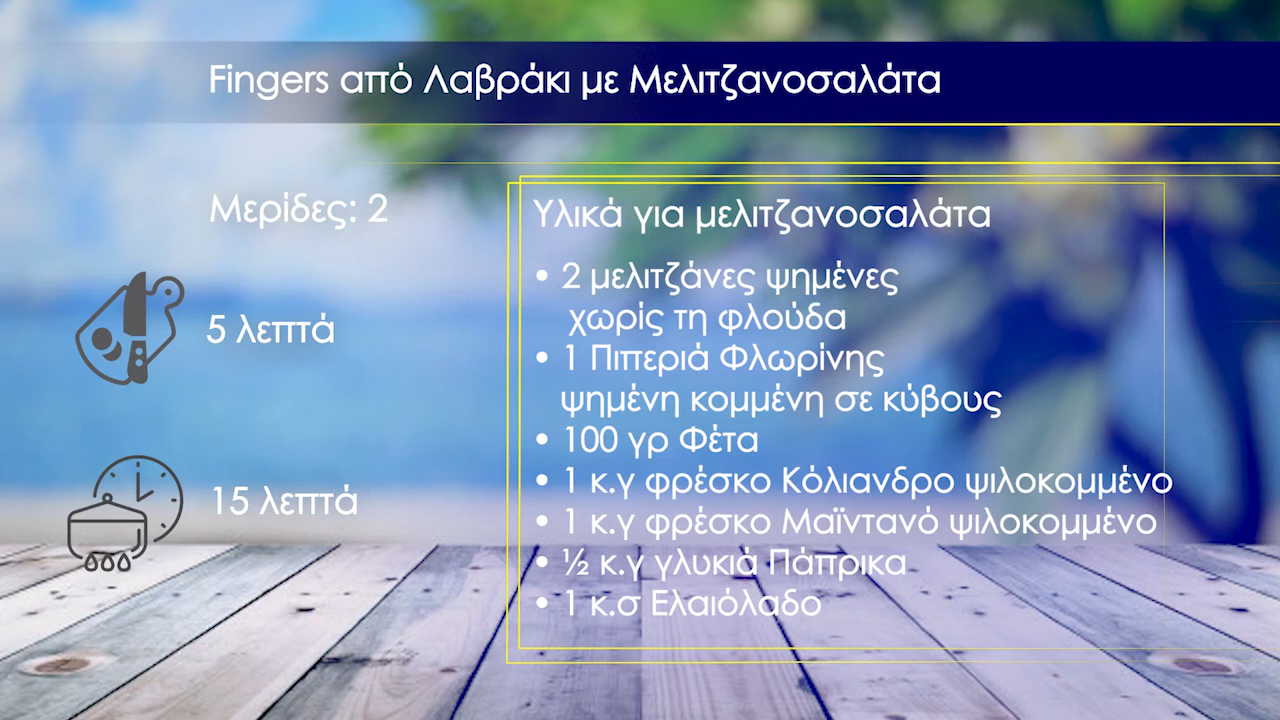 Fingers από Λαβράκι με Μελιτζανοσαλάτα
Μερίδες: 2
5 λεπτά
15 λεπτά
Υλικά για μελιτζανοσαλάτα
• 2 μελιτζάνες ψημένες
χωρίς τη φλούδα
• 1 Πιπεριά Φλωρίνης
ψημένη κομμένη σε κύβους
• 100 γρ Φέτα
• 1 κ.γ φρέσκο Κόλιανδρο ψιλοκομμένο
• 1 κ.γ φρέσκο Μαϊντανό ψιλοκομμένο
• ½ κ.γ γλυκιά Πάπρικα
• 1 κ.σ Ελαιόλαδο